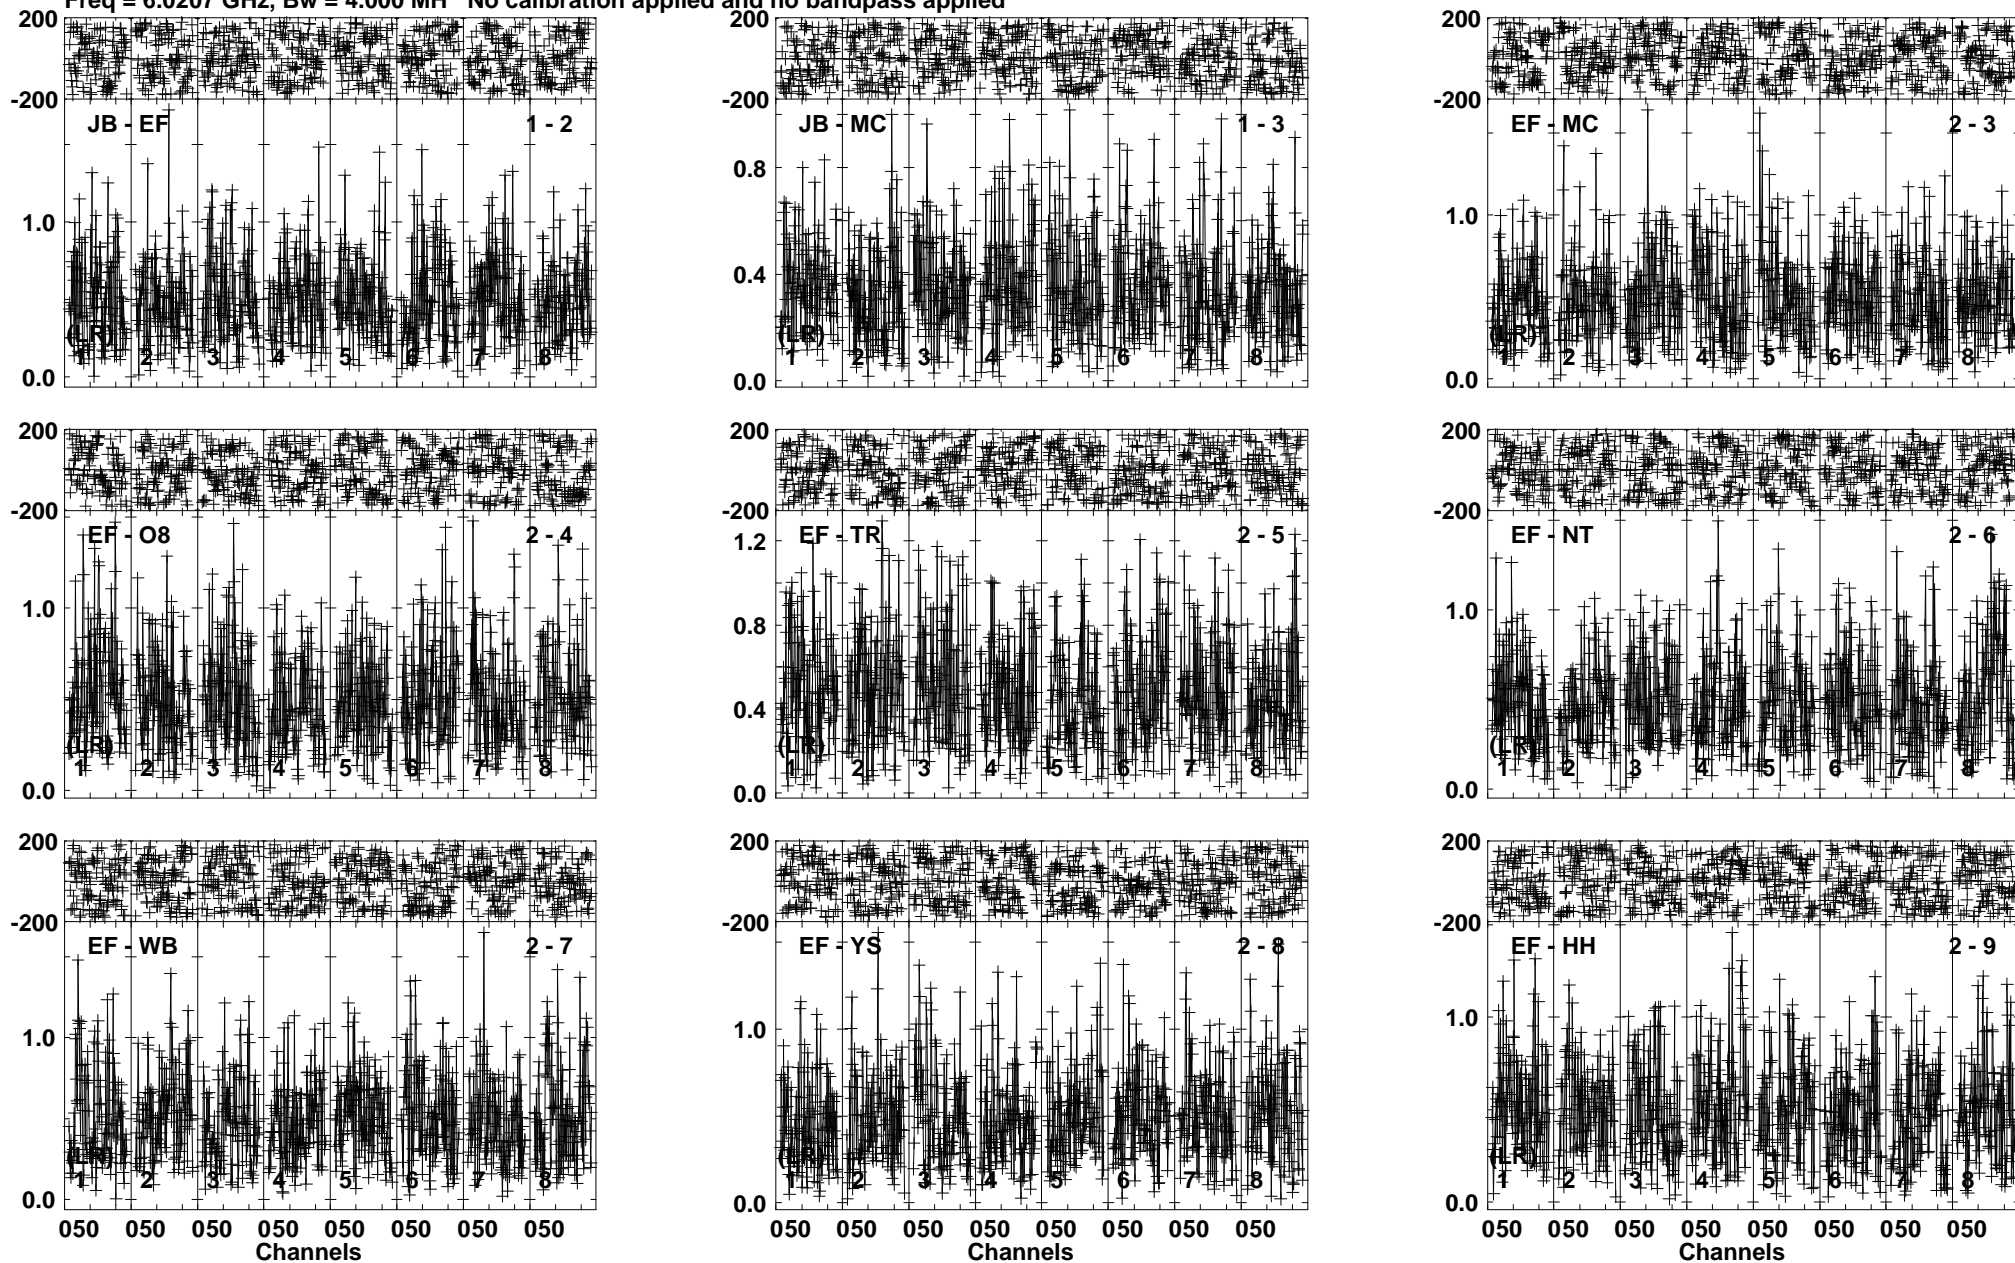 Freq = 6.0207 GHz, Bw = 4.000 MH No calibration applied and no bandpass applied
200 200 200
-200 -200 -200
JB - EF 1 - 2 JB - MC 1 - 3 EF - MC 2 - 3
0.8
1.0 1.0
0.4
(LR) (LR) (LR)
1 2 3 4 5 6 7 8 1 2 3 4 5 6 7 8 1 2 3 4 5 6 7 8
0.0 0.0 0.0
200 200 200
-200 -200 -200
EF - O8 2 - 4 EF - TR 2 - 5 EF - NT 2 - 6
1.2
1.0 1.0
0.8
0.4
(LR) (LR) (LR)
1 2 3 4 5 6 7 8 1 2 3 4 5 6 7 8 1 2 3 4 5 6 7 8
0.0 0.0 0.0
200 200 200
-200 -200 -200
EF - WB 2 - 7 EF - YS 2 - 8 EF - HH 2 - 9
1.0 1.0 1.0
(LR) (LR) (LR)
1 2 3 4 5 6 7 8 1 2 3 4 5 6 7 8 1 2 3 4 5 6 7 8
0.0 0.0 0.0
050 050 050 050 050 050 050 050 050 050 050 050 050 050 050 050 050 050 050 050 050 050 050 050
Channels Channels Channels